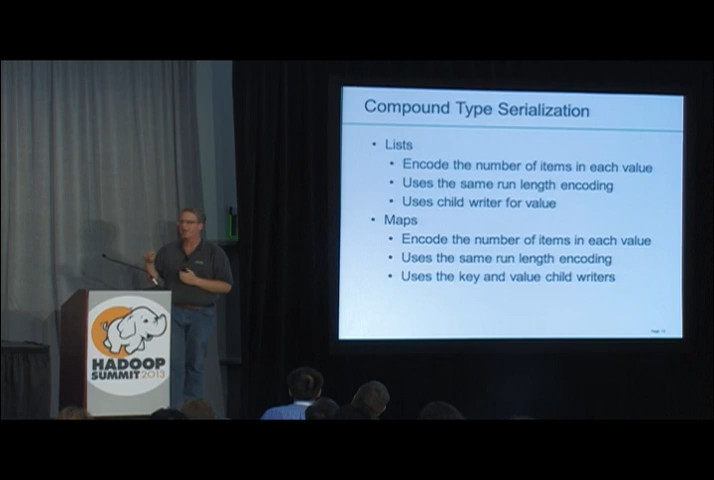 Compound Type Serialization
• Lists
• Encode the number of items in each value
• Uses the same run length encoding
• Uses child writer for value
• Maps
• Encode the number of items in each value
• Uses the same run length encoding
• Uses the key and value child writers
HADOOP
SUMMIT2013